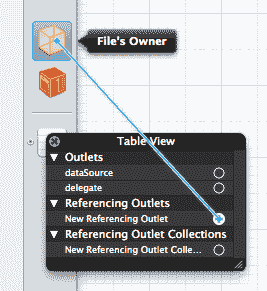 File's Owner
Table View
▼ Outlets
dataSource
delegate
▼ Referencing Outlets
New Referencing Outlet
▼ Referencing Outlet Collections
New Referencing Outlet Colle...